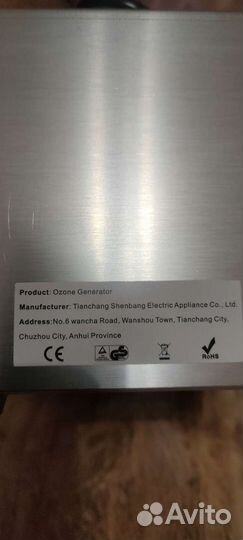 Product: Ozone Generator
Manufacturer: Tianchang Shenbang Electric Appliance Co., Ltd.
Address:No.6 wancha Road, Wanshou Town, Tianchang City,
Chuzhou City, Anhui Province
CE
GS
RoHS
Avito